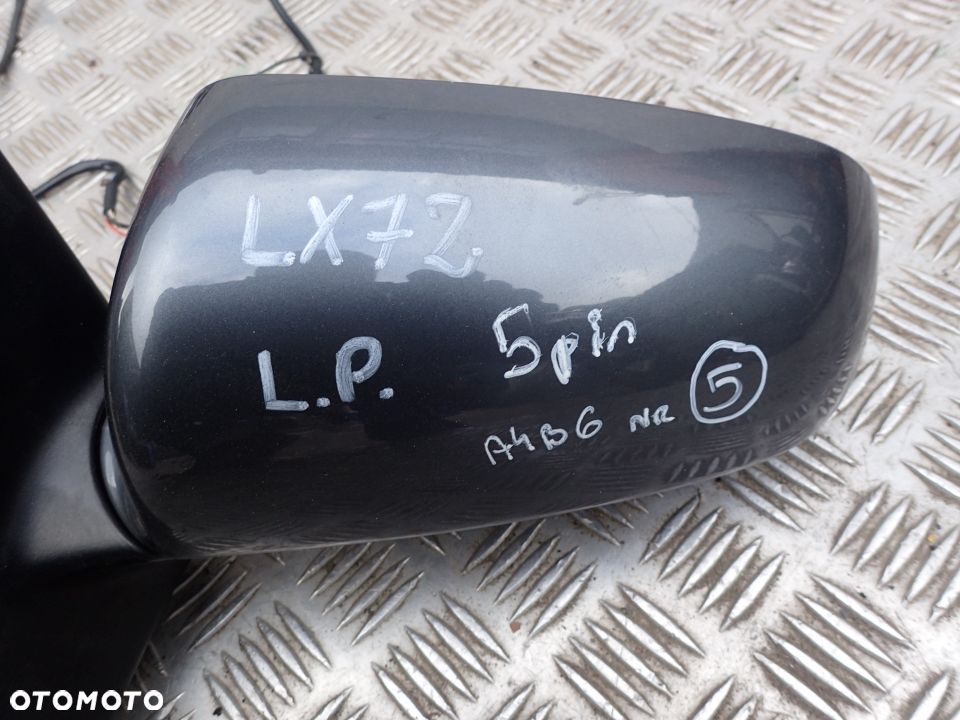 LX7Z
L.P. 5pin
A4B6 NR 5
OTOMOTO